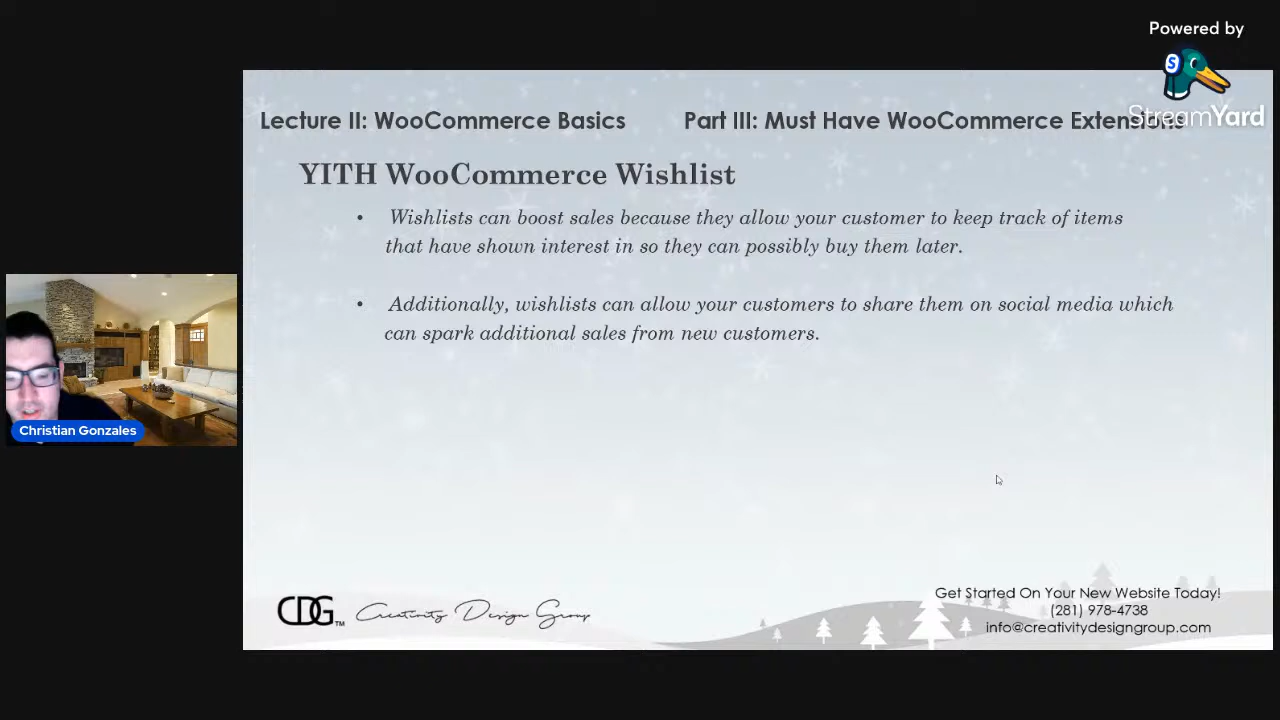 Powered by
StreamYard
Lecture II: WooCommerce Basics Part III: Must Have WooCommerce Extensions
YITH WooCommerce Wishlist
• Wishlists can boost sales because they allow your customer to keep track of items
that have shown interest in so they can possibly buy them later.
• Additionally, wishlists can allow your customers to share them on social media which
can spark additional sales from new customers.
Christian Gonzales
CDG™ Creativity Design Group
Get Started On Your New Website Today!
(281) 978-4738
info@creativitydesigngroup.com